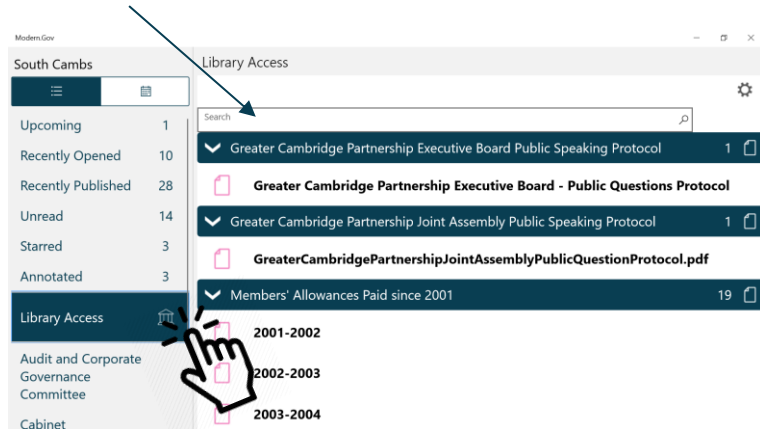 Modern.Gov
South Cambs
Upcoming 1
Recently Opened 10
Recently Published 28
Unread 14
Starred 3
Annotated 3
Library Access
Audit and Corporate
Governance
Committee
Cabinet
Library Access
Search
Greater Cambridge Partnership Executive Board Public Speaking Protocol 1
Greater Cambridge Partnership Executive Board - Public Questions Protocol
Greater Cambridge Partnership Joint Assembly Public Speaking Protocol 1
GreaterCambridgePartnershipJointAssemblyPublicQuestionProtocol.pdf
Members' Allowances Paid since 2001 19
2001-2002
2002-2003
2003-2004